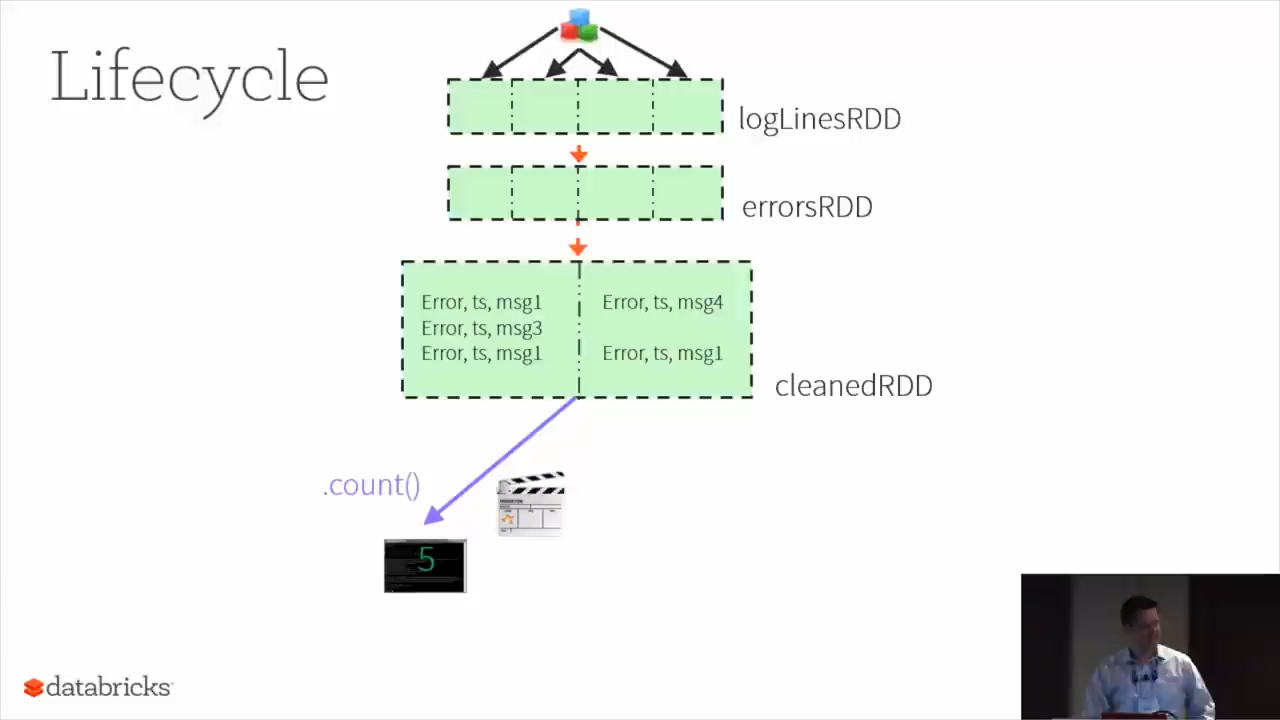 Lifecycle
logLinesRDD
errorsRDD
Error, ts, msg1
Error, ts, msg3
Error, ts, msg1
Error, ts, msg4
Error, ts, msg1
cleanedRDD
.count()
5
databricks